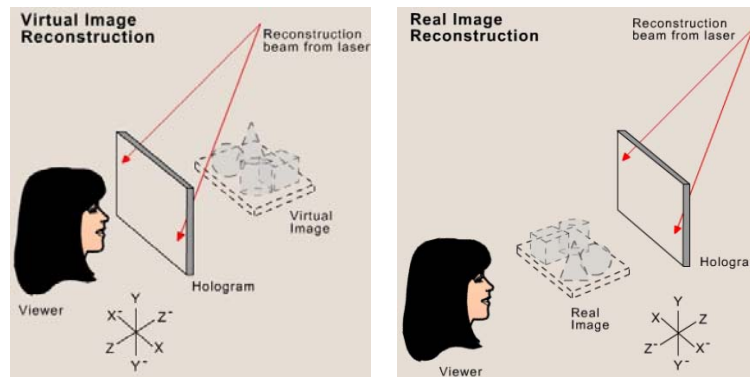 Virtual Image
Reconstruction
Reconstruction
beam from laser
Virtual
Image
Hologram
Viewer
Y
X-
Z-
Z
X
Y-
Real Image
Reconstruction
Reconstruction
beam from laser
Hologra
Real
Image
Viewer
Y
X
Z
Z-
X-
Y-